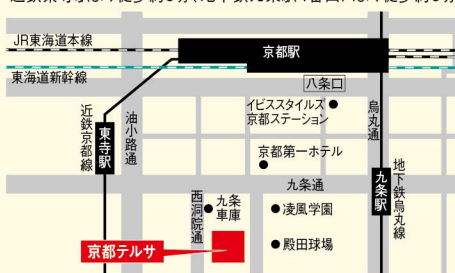 JR東海道本線
京都駅
東海道新幹線
八条口
イビススタイルズ
京都ステーション
烏丸通
近鉄京都線
東寺駅
油小路通
京都第一ホテル
九条通
九条駅
地下鉄烏丸線
西洞院通
九条
車庫
凌風学園
殿田球場
京都テルサ